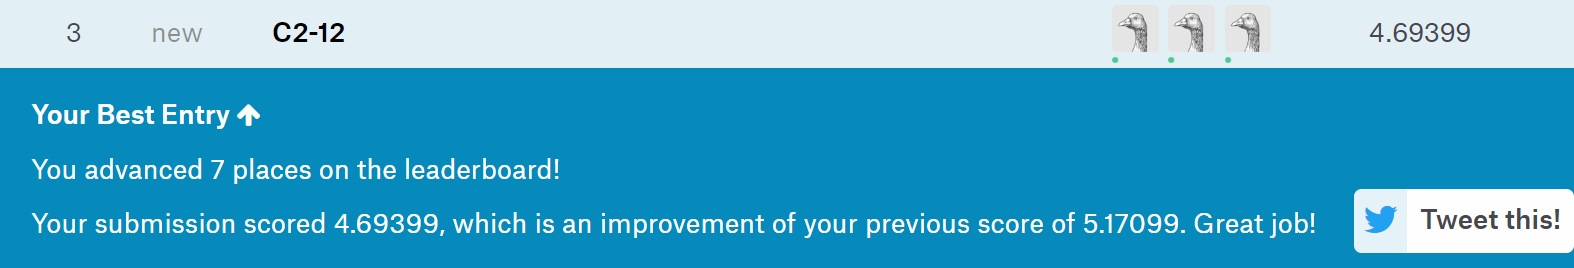 3 new C2-12 4.69399
Your Best Entry
You advanced 7 places on the leaderboard!
Your submission scored 4.69399, which is an improvement of your previous score of 5.17099. Great job!
Tweet this!